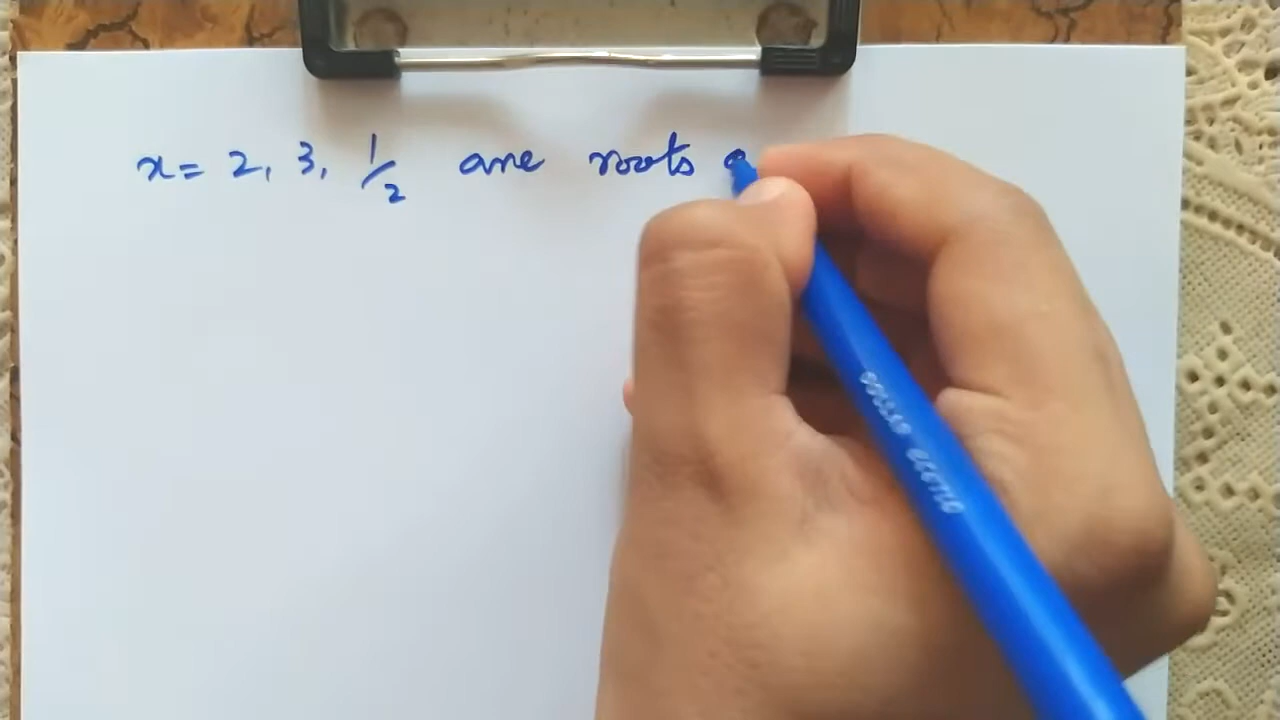 x = 2, 3, 1/2 are roots